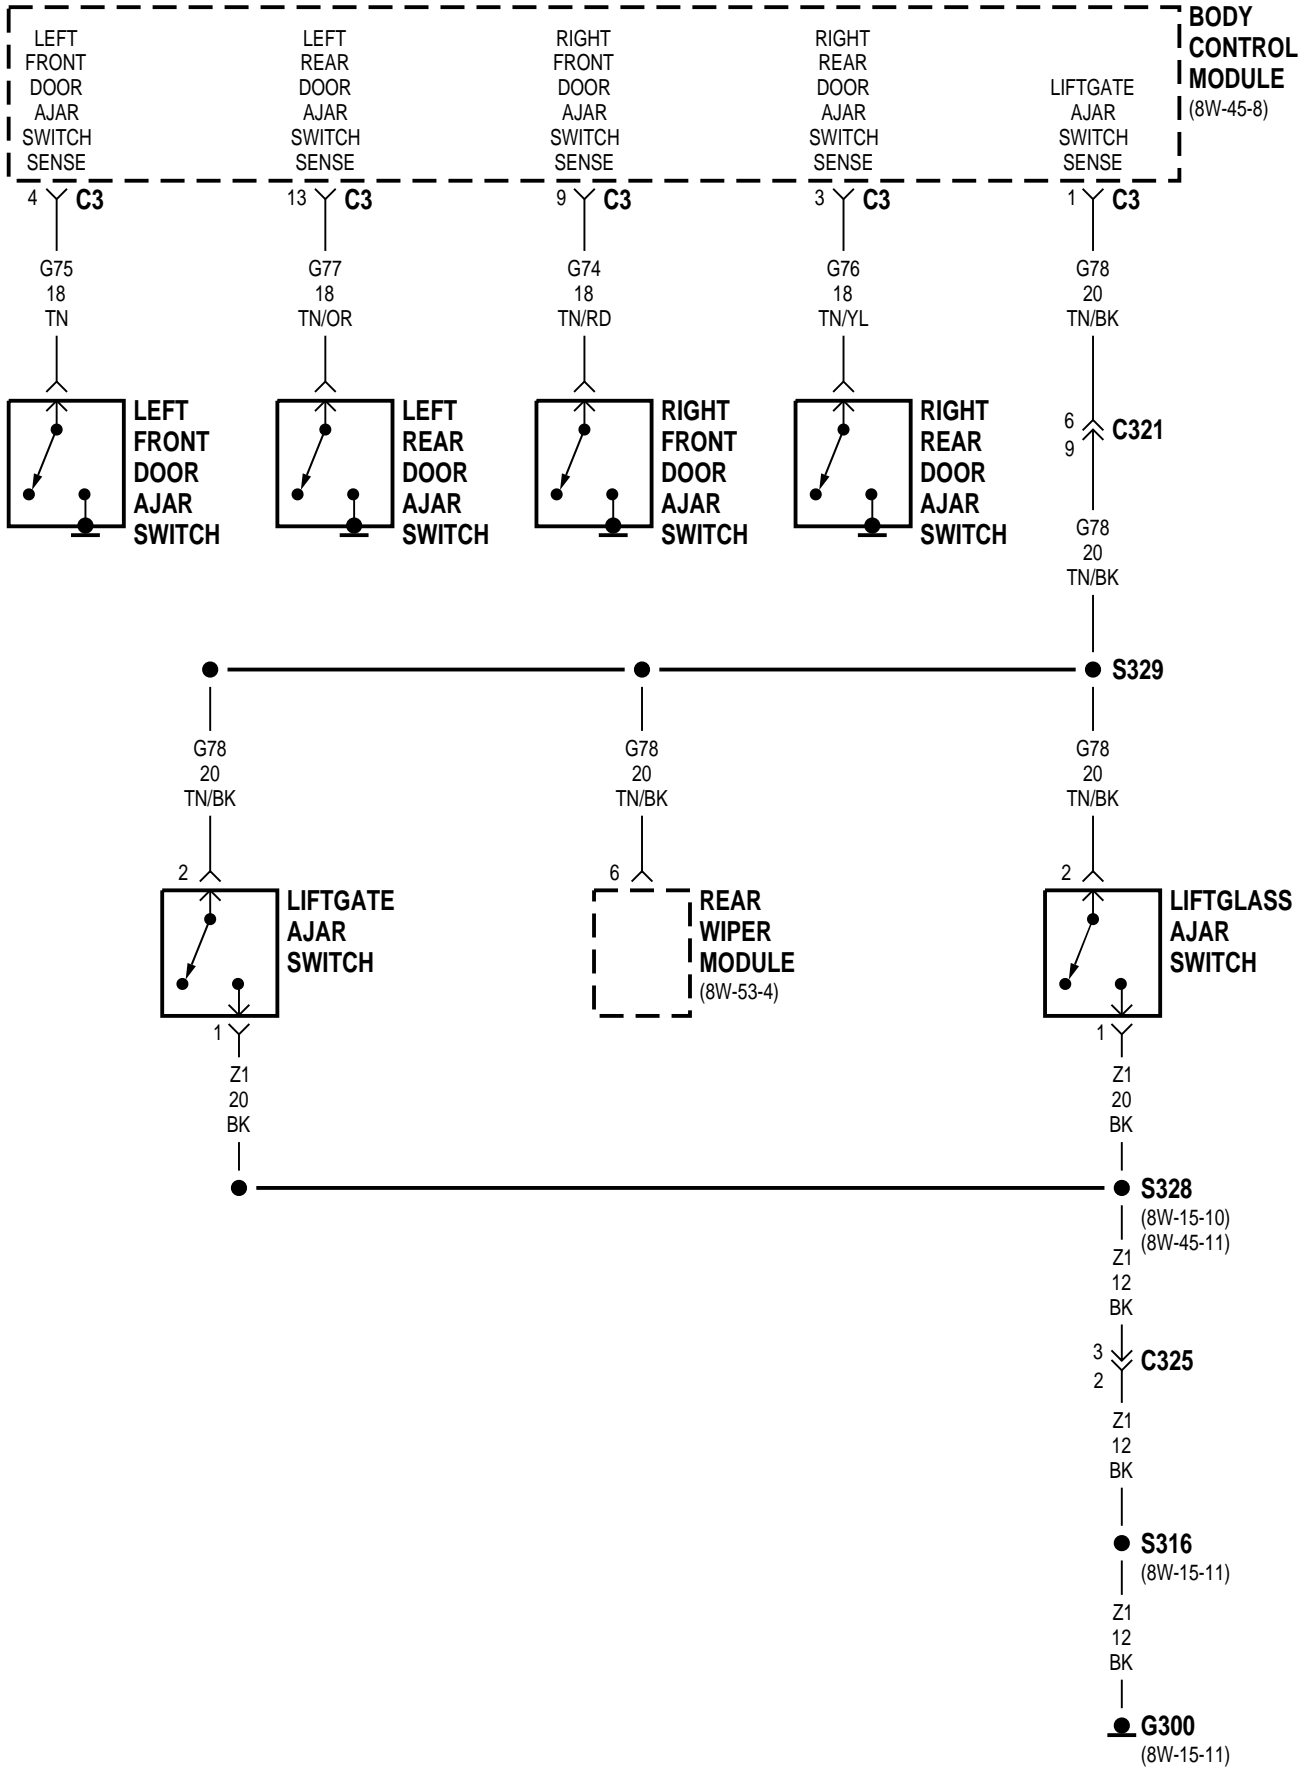 BODY
CONTROL
MODULE
(8W-45-8)
LEFT
FRONT
DOOR
AJAR
SWITCH
SENSE
LEFT
REAR
DOOR
AJAR
SWITCH
SENSE
RIGHT
FRONT
DOOR
AJAR
SWITCH
SENSE
RIGHT
REAR
DOOR
AJAR
SWITCH
SENSE
LIFTGATE
AJAR
SWITCH
SENSE
4 C3
13 C3
9 C3
3 C3
1 C3
G75
18
TN
G77
18
TN/OR
G74
18
TN/RD
G76
18
TN/YL
G78
20
TN/BK
LEFT
FRONT
DOOR
AJAR
SWITCH
LEFT
REAR
DOOR
AJAR
SWITCH
RIGHT
FRONT
DOOR
AJAR
SWITCH
RIGHT
REAR
DOOR
AJAR
SWITCH
6
C321
9
G78
20
TN/BK
S329
G78
20
TN/BK
G78
20
TN/BK
G78
20
TN/BK
2
LIFTGATE
AJAR
SWITCH
1
6
REAR
WIPER
MODULE
(8W-53-4)
2
LIFTGLASS
AJAR
SWITCH
1
Z1
20
BK
Z1
20
BK
S328
(8W-15-10)
(8W-45-11)
Z1
12
BK
3
C325
2
Z1
12
BK
S316
(8W-15-11)
Z1
12
BK
G300
(8W-15-11)